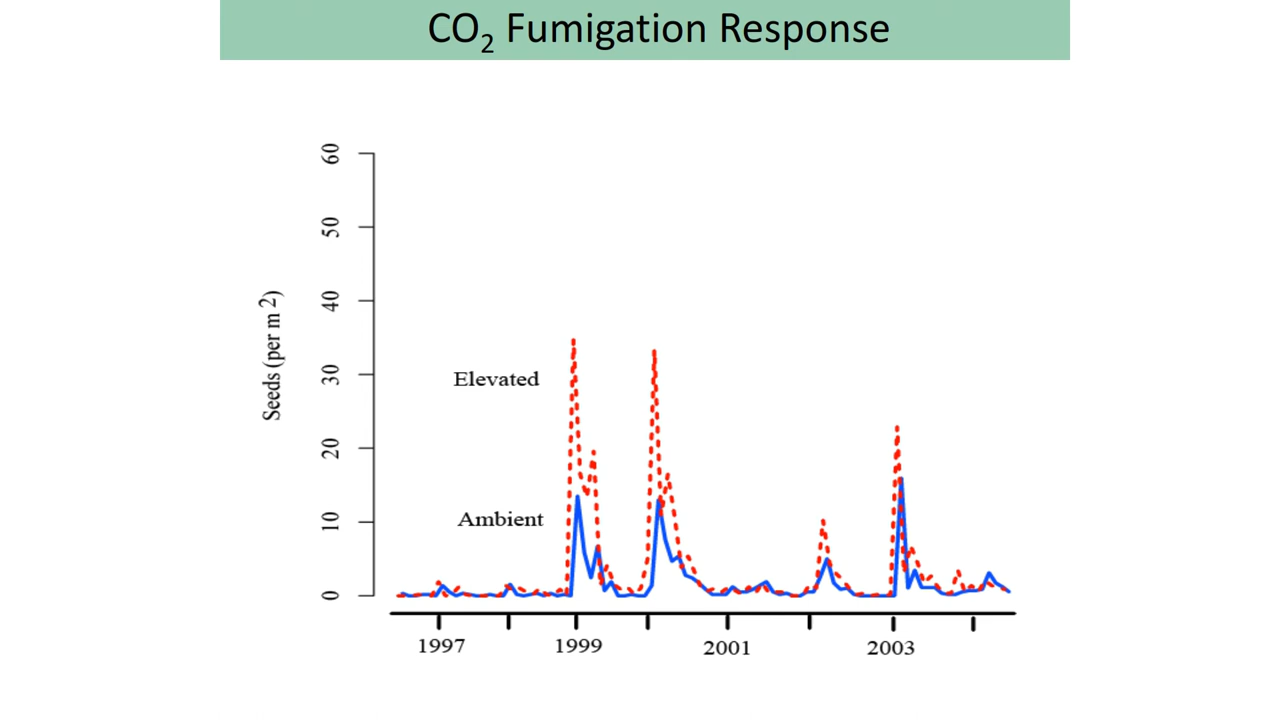 CO₂ Fumigation Response
60
50
40
30
20
10
0
Seeds (per m 2)
Elevated
Ambient
1997 1999 2001 2003